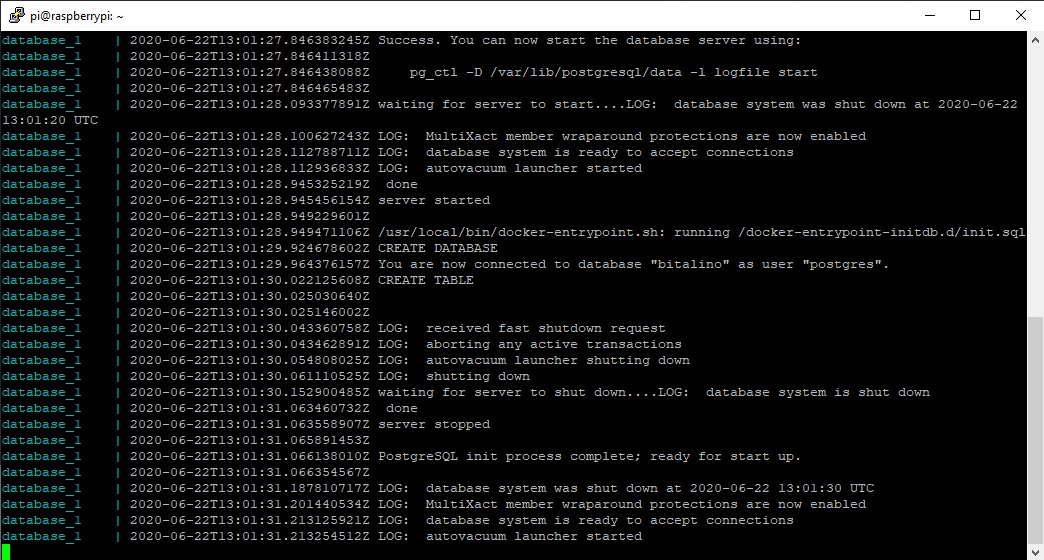 pi@raspberrypi: ~
database_1    | 2020-06-22T13:01:27.846383245Z Success. You can now start the database server using:
database_1    | 2020-06-22T13:01:27.846411318Z
database_1    | 2020-06-22T13:01:27.846438088Z     pg_ctl -D /var/lib/postgresql/data -l logfile start
database_1    | 2020-06-22T13:01:27.846465483Z
database_1    | 2020-06-22T13:01:28.093377891Z waiting for server to start....LOG:  database system was shut down at 2020-06-22
13:01:20 UTC
database_1    | 2020-06-22T13:01:28.100627243Z LOG:  MultiXact member wraparound protections are now enabled
database_1    | 2020-06-22T13:01:28.112788711Z LOG:  database system is ready to accept connections
database_1    | 2020-06-22T13:01:28.112936833Z LOG:  autovacuum launcher started
database_1    | 2020-06-22T13:01:28.945325219Z  done
database_1    | 2020-06-22T13:01:28.945456154Z server started
database_1    | 2020-06-22T13:01:28.949229601Z
database_1    | 2020-06-22T13:01:28.949471106Z /usr/local/bin/docker-entrypoint.sh: running /docker-entrypoint-initdb.d/init.sql
database_1    | 2020-06-22T13:01:29.924678602Z CREATE DATABASE
database_1    | 2020-06-22T13:01:29.964376157Z You are now connected to database "bitalino" as user "postgres".
database_1    | 2020-06-22T13:01:30.022125608Z CREATE TABLE
database_1    | 2020-06-22T13:01:30.025030640Z
database_1    | 2020-06-22T13:01:30.025146002Z
database_1    | 2020-06-22T13:01:30.043360758Z LOG:  received fast shutdown request
database_1    | 2020-06-22T13:01:30.043462891Z LOG:  aborting any active transactions
database_1    | 2020-06-22T13:01:30.054808025Z LOG:  autovacuum launcher shutting down
database_1    | 2020-06-22T13:01:30.061110525Z LOG:  shutting down
database_1    | 2020-06-22T13:01:30.152900485Z waiting for server to shut down....LOG:  database system is shut down
database_1    | 2020-06-22T13:01:31.063460732Z  done
database_1    | 2020-06-22T13:01:31.063558907Z server stopped
database_1    | 2020-06-22T13:01:31.065891453Z
database_1    | 2020-06-22T13:01:31.066138010Z PostgreSQL init process complete; ready for start up.
database_1    | 2020-06-22T13:01:31.066354567Z
database_1    | 2020-06-22T13:01:31.187810717Z LOG:  database system was shut down at 2020-06-22 13:01:30 UTC
database_1    | 2020-06-22T13:01:31.201440534Z LOG:  MultiXact member wraparound protections are now enabled
database_1    | 2020-06-22T13:01:31.213125921Z LOG:  database system is ready to accept connections
database_1    | 2020-06-22T13:01:31.213254512Z LOG:  autovacuum launcher started